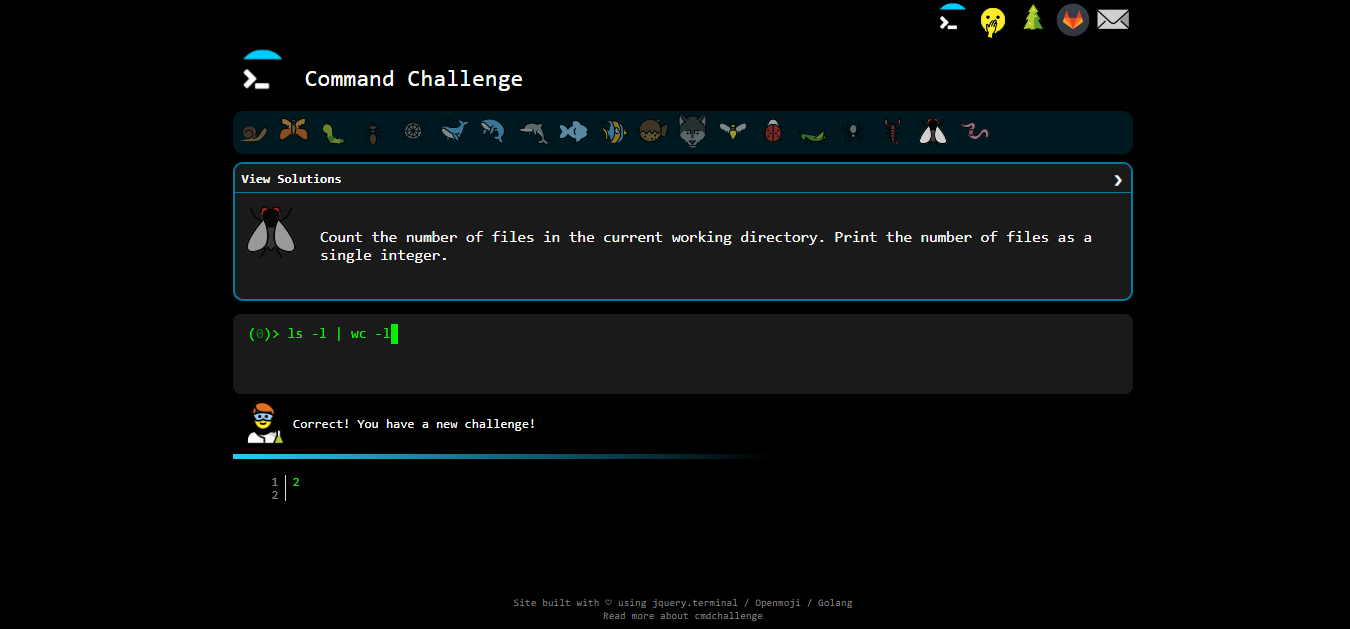 Command Challenge
View Solutions
Count the number of files in the current working directory. Print the number of files as a
single integer.
(0)> ls -l | wc -l
Correct! You have a new challenge!
1 2
2
Site built with ♡ using jquery.terminal / Openmoji / Golang
Read more about cmdchallenge